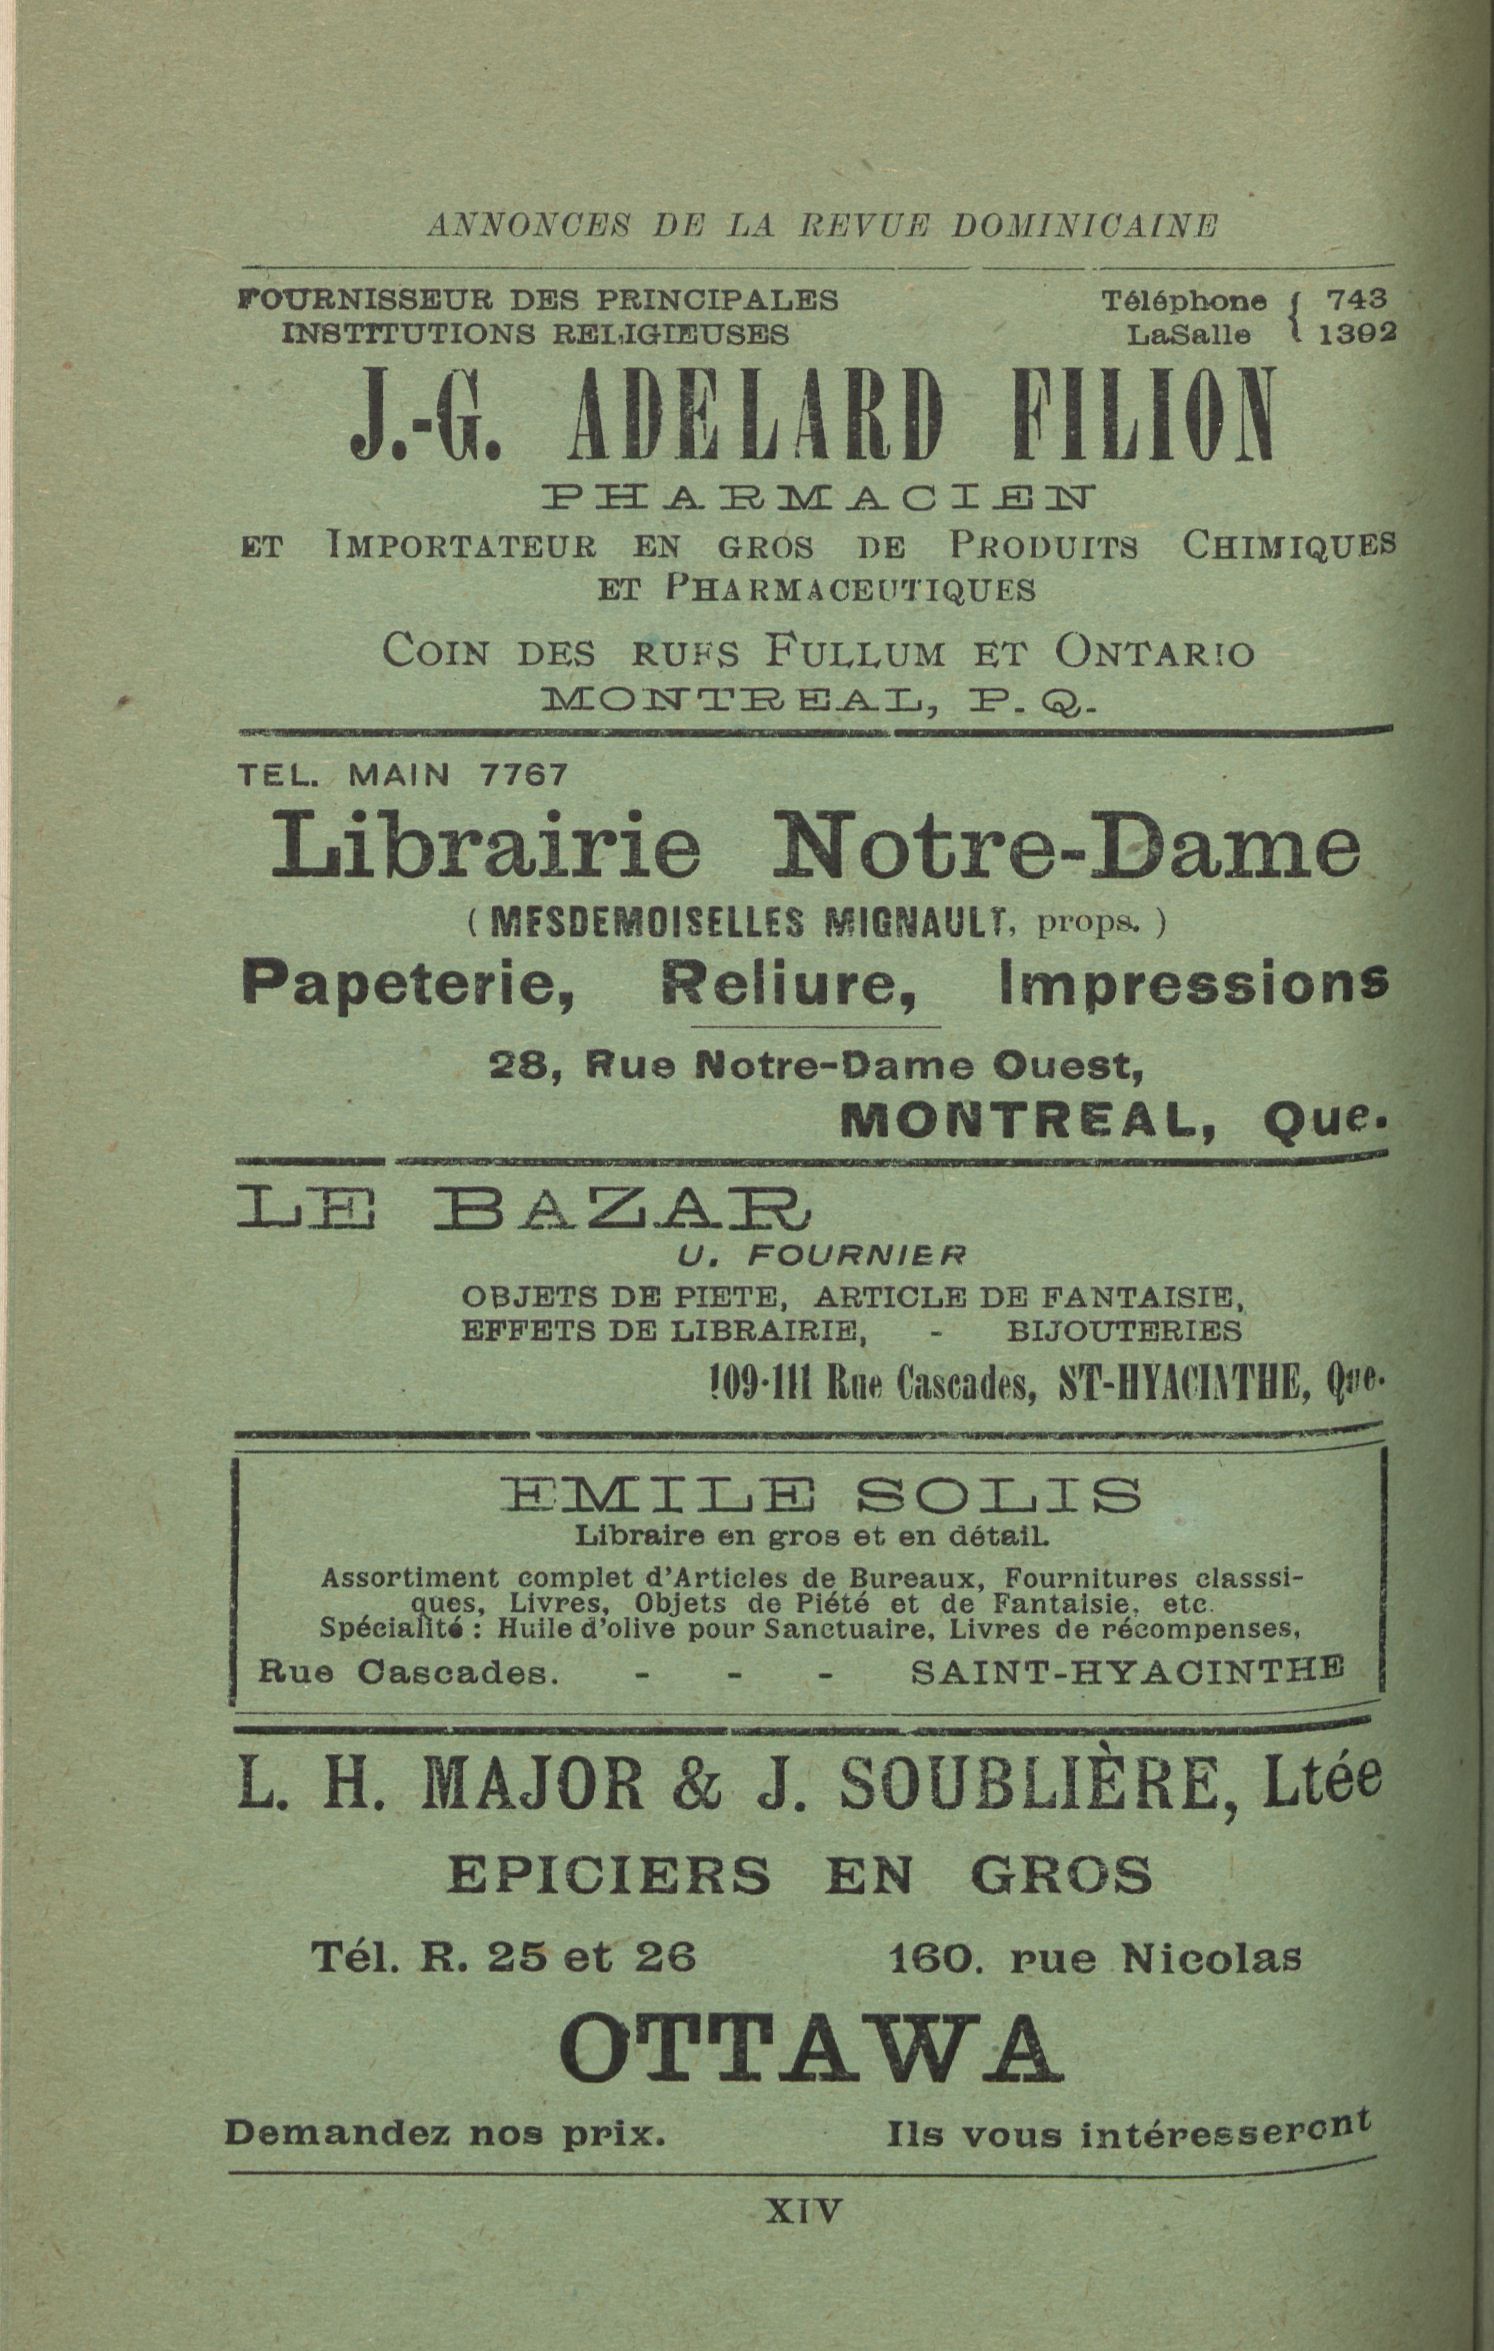 ANNONCES DE LA REVUE DOMINICAINE
FOURNISSEUR DES PRINCIPALES
INSTITUTIONS RELIGIEUSES
Téléphone { 743
LaSalle { 1392
J.-G. ADELARD FILION
PHARMACIEN
ET IMPORTATEUR EN GROS DE PRODUITS CHIMIQUES
ET PHARMACEUTIQUES
COIN DES RUES FULLUM ET ONTARIO
MONTREAL, P. Q.
TEL. MAIN 7767
Librairie Notre-Dame
( MESDEMOISELLES MIGNAULT, props. )
Papeterie, Reliure, Impressions
28, Rue Notre-Dame Ouest,
MONTREAL, Que.
LE BAZAR
U. FOURNIER
OBJETS DE PIETE, ARTICLE DE FANTAISIE,
EFFETS DE LIBRAIRIE, - BIJOUTERIES
109-111 Rue Cascades, ST-HYACINTHE, Que.
EMILE SOLIS
Libraire en gros et en détail.
Assortiment complet d'Articles de Bureaux, Fournitures classsi-
ques, Livres, Objets de Piété et de Fantaisie, etc.
Spécialité : Huile d'olive pour Sanctuaire, Livres de récompenses,
Rue Cascades. - - - SAINT-HYACINTHE
L. H. MAJOR & J. SOUBLIÈRE, Ltée
EPICIERS EN GROS
Tél. R. 25 et 26 160. rue Nicolas
OTTAWA
Demandez nos prix. Ils vous intéresseront
XIV